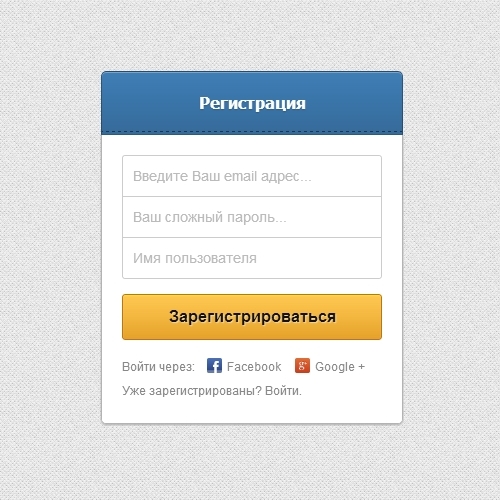 Регистрация
Введите Ваш email адрес...
Ваш сложный пароль...
Имя пользователя
Зарегистрироваться
Войти через: Facebook Google +
Уже зарегистрированы? Войти.